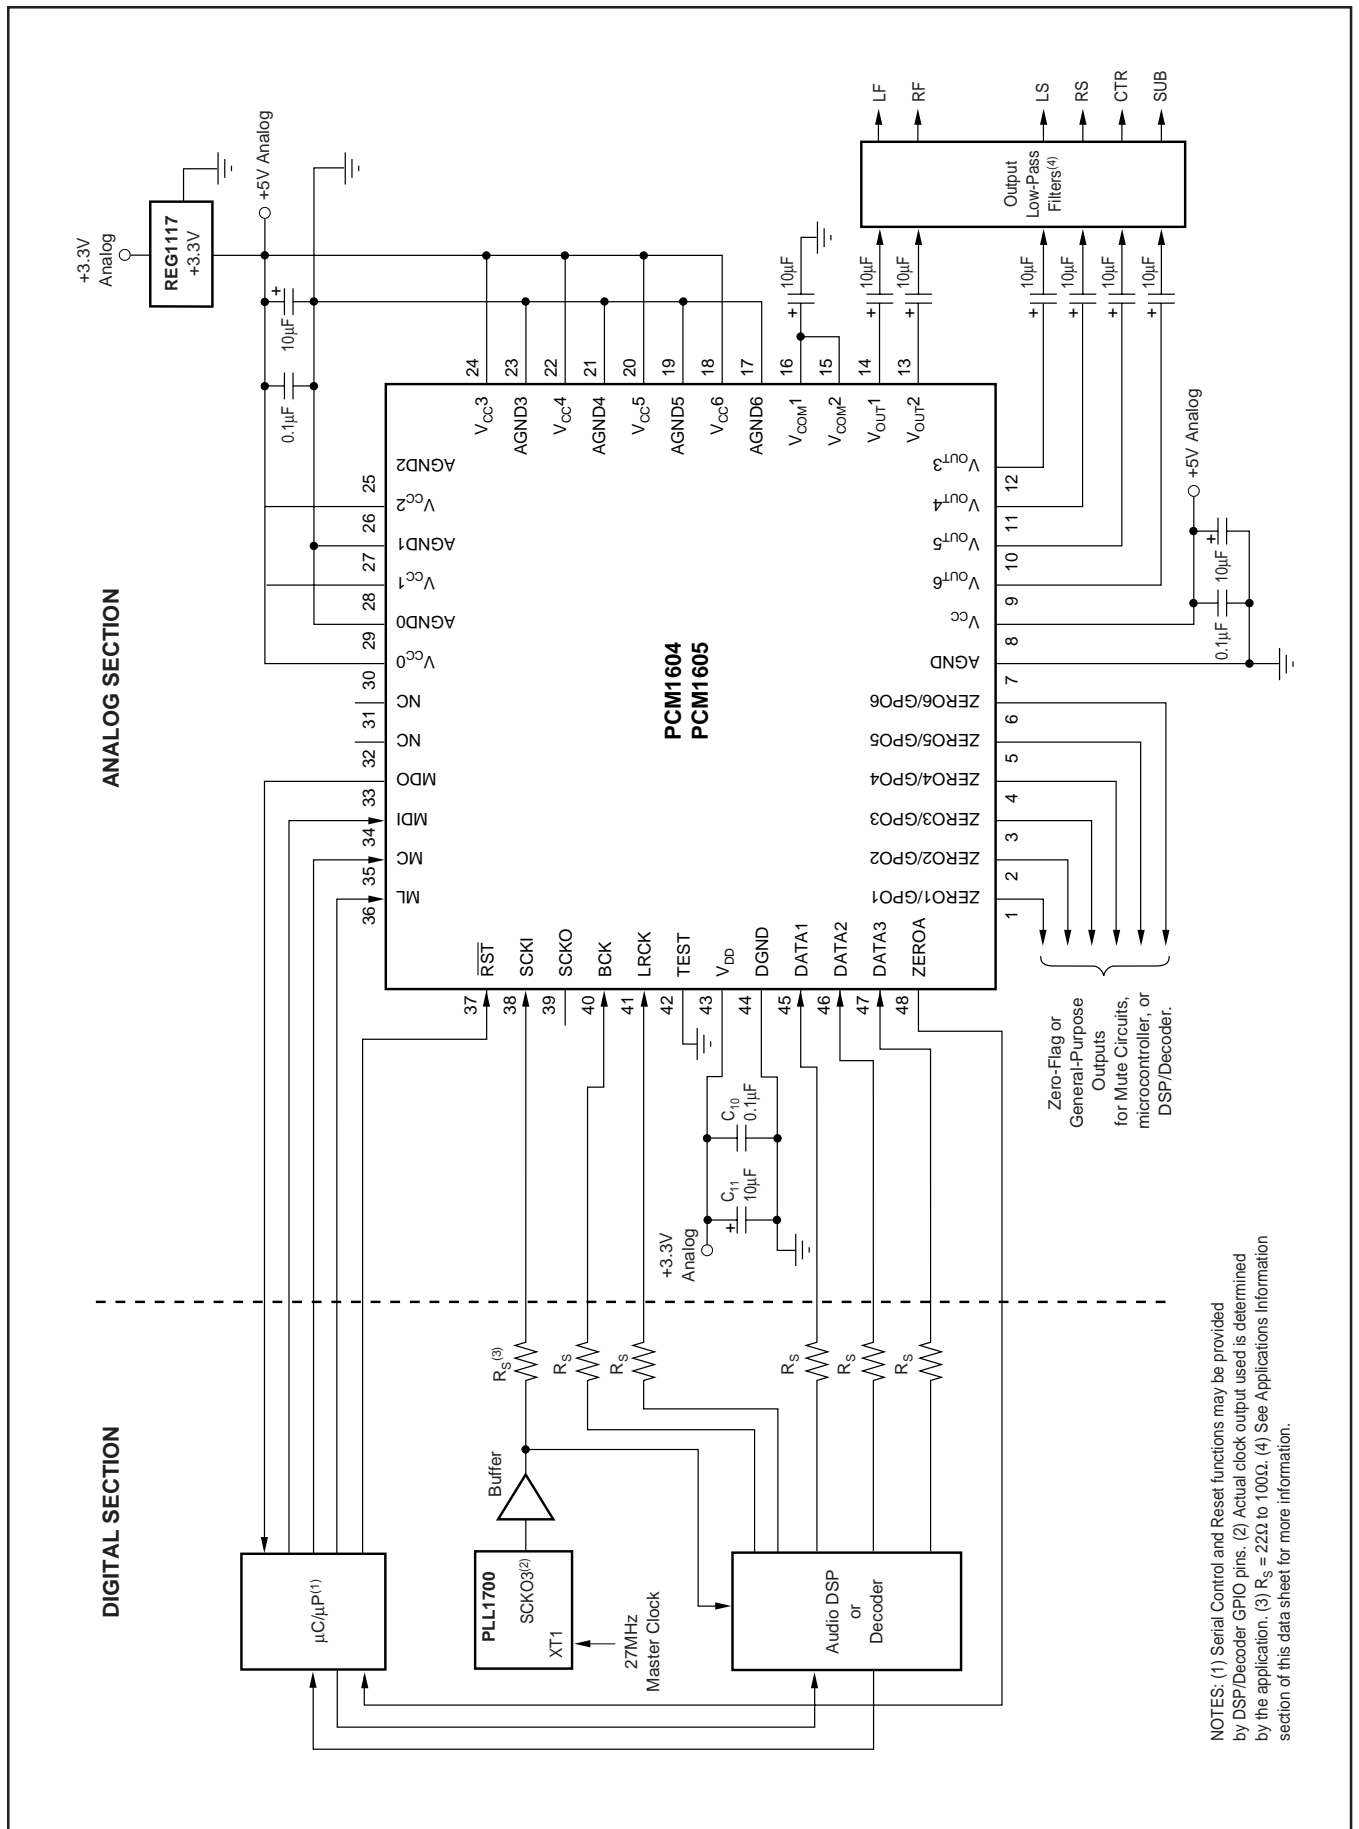 DIGITAL SECTION
ANALOG SECTION
µC/µP(1)
PLL1700
SCKO3(2)
XT1
27MHz
Master Clock
Buffer
Audio DSP
or
Decoder
RS(3)
RS
RS
RS
RS
RS
+3.3V
Analog
C11
10µF
+
C10
0.1µF
37
38
39
40
41
42
43
44
45
46
47
48
RST
SCKI
SCKO
BCK
LRCK
TEST
VDD
DGND
DATA1
DATA2
DATA3
ZEROA
36
35
34
33
32
31
30
29
28
27
26
25
ML
MC
MDI
MDO
NC
NC
VCC0
AGND0
VCC1
AGND1
VCC2
AGND2
PCM1604
PCM1605
ZERO1/GPO1
ZERO2/GPO2
ZERO3/GPO3
ZERO4/GPO4
ZERO5/GPO5
ZERO6/GPO6
AGND
VCC
VOUT6
VOUT5
VOUT4
VOUT3
1
2
3
4
5
6
7
8
9
10
11
12
VCC3
AGND3
VCC4
AGND4
VCC5
AGND5
VCC6
AGND6
VCOM1
VCOM2
VOUT1
VOUT2
24
23
22
21
20
19
18
17
16
15
14
13
0.1µF
10µF
+
+3.3V
Analog
REG1117
+3.3V
+5V Analog
+
10µF
+
10µF
+
10µF
+
10µF
+
10µF
+
10µF
+
10µF
Output
Low-Pass
Filters(4)
LF
RF
LS
RS
CTR
SUB
0.1µF
10µF
+
+5V Analog
Zero-Flag or
General-Purpose
Outputs
for Mute Circuits,
microcontroller, or
DSP/Decoder.
NOTES: (1) Serial Control and Reset functions may be provided
by DSP/Decoder GPIO pins. (2) Actual clock output used is determined
by the application. (3) RS = 22Ω to 100Ω. (4) See Applications Information
section of this data sheet for more information.